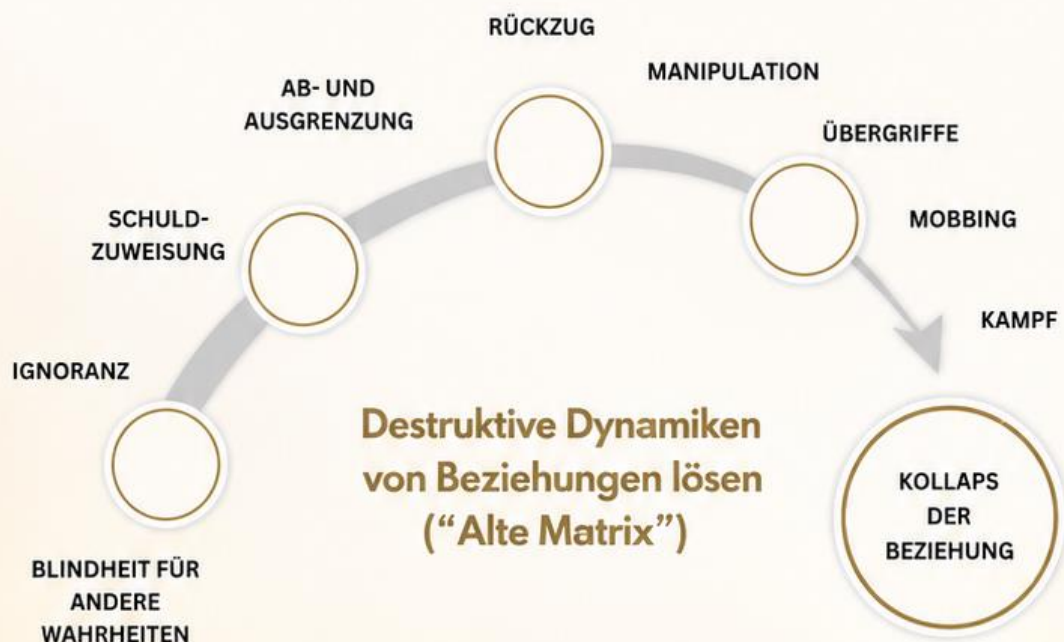 RÜCKZUG
MANIPULATION
AB- UND
AUSGRENZUNG
ÜBERGRIFFE
SCHULD-
ZUWEISUNG
MOBBING
KAMPF
IGNORANZ
Destruktive Dynamiken
von Beziehungen lösen
(“Alte Matrix”)
KOLLAPS
DER
BEZIEHUNG
BLINDHEIT FÜR
ANDERE
WAHRHEITEN